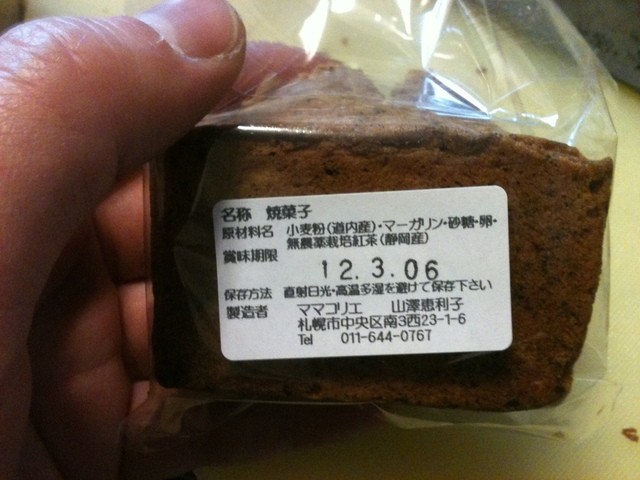 名称 焼菓子
原材料名 小麦粉(道内産)・マーガリン・砂糖・卵・
無農薬栽培紅茶(静岡産)
賞味期限
12.3.06
保存方法 直射日光・高温多湿を避けて保存下さい
製造者 ママコリエ 山澤恵利子
札幌市中央区南3西23-1-6
Tel 011-644-0767